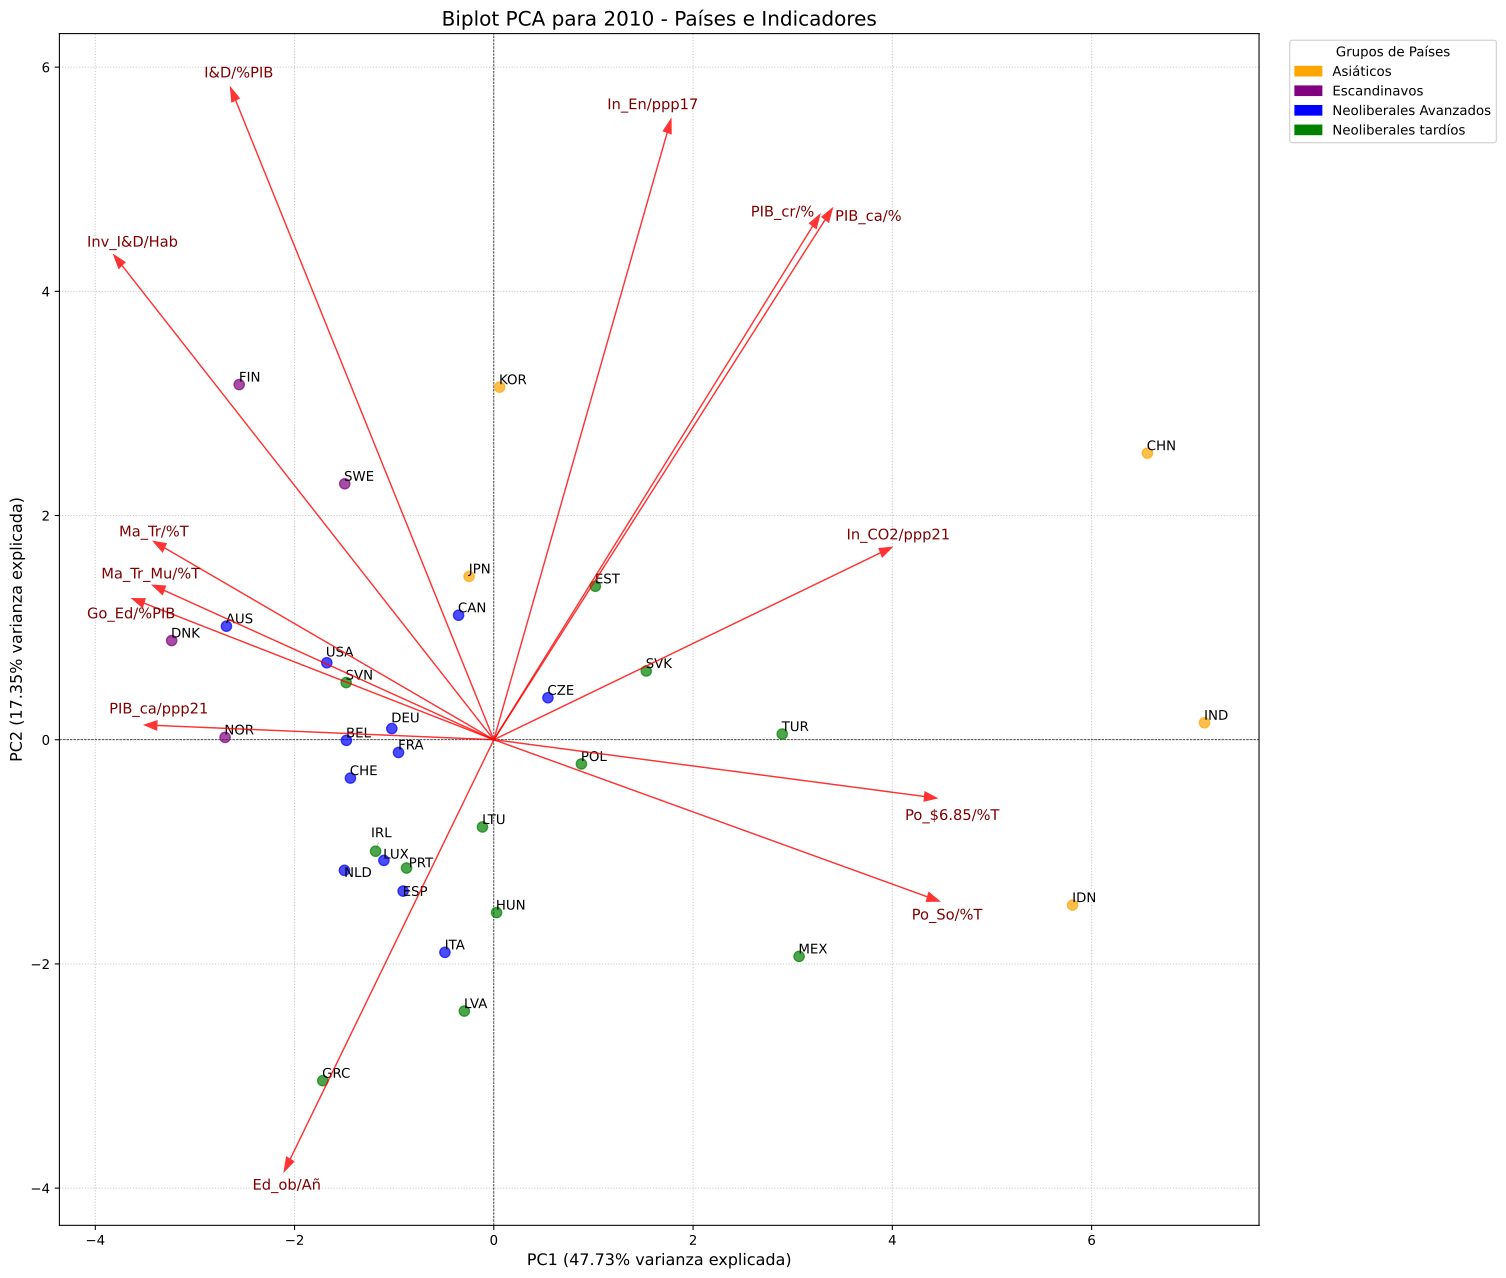 Biplot PCA para 2010 - Países e Indicadores
Grupos de Países
Asiáticos
Escandinavos
Neoliberales Avanzados
Neoliberales tardíos
PC2 (17.35% varianza explicada)
6
4
2
0
−2
−4
I&D/%PIB
In_En/ppp17
PIB_cr/%
PIB_ca/%
Inv_I&D/Hab
FIN
KOR
CHN
SWE
Ma_Tr/%T
In_CO2/ppp21
JPN
Ma_Tr_Mu/%T
EST
CAN
Go_Ed/%PIB
AUS
DNK
USA
SVK
SVN
CZE
PIB_ca/ppp21
DEU
IND
NOR
BEL
TUR
FRA
POL
CHE
Po_$6.85/%T
LTU
IRL
LUX
PRT
NLD
ESP
IDN
HUN
Po_So/%T
ITA
MEX
LVA
GRC
Ed_ob/Añ
−4
−2
0
2
4
6
PC1 (47.73% varianza explicada)